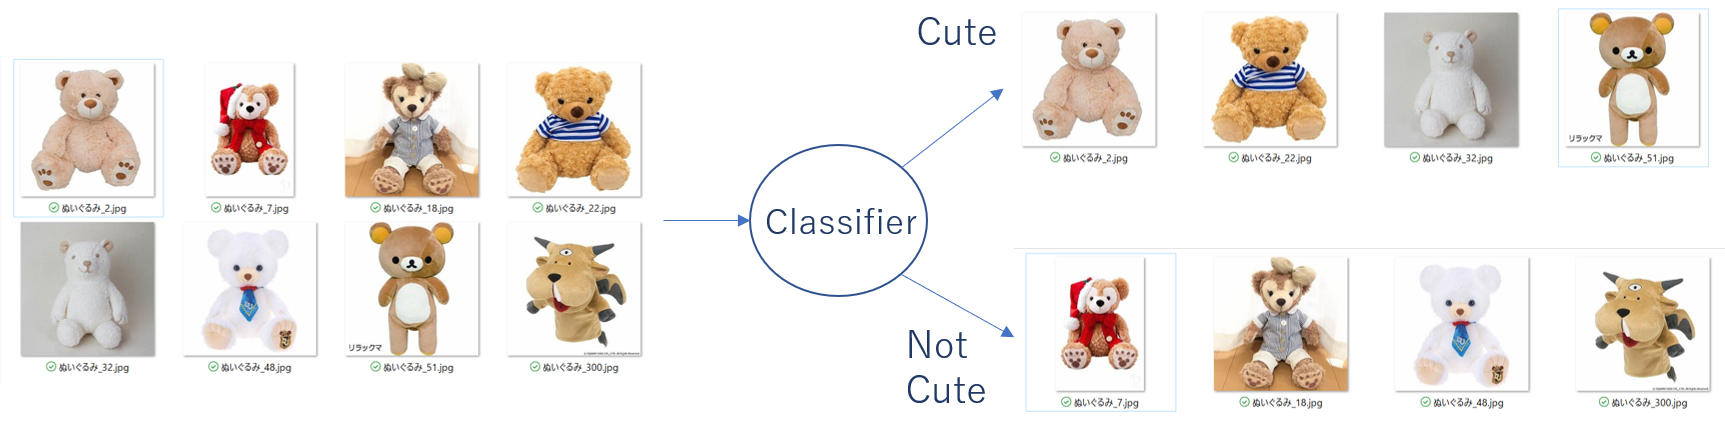 ぬいぐるみ_2.jpg
ぬいぐるみ_7.jpg
ぬいぐるみ_18.jpg
ぬいぐるみ_22.jpg
リラックマ
ぬいぐるみ_32.jpg
ぬいぐるみ_48.jpg
ぬいぐるみ_51.jpg
ぬいぐるみ_300.jpg
Classifier
Cute
リラックマ
ぬいぐるみ_2.jpg
ぬいぐるみ_22.jpg
ぬいぐるみ_32.jpg
ぬいぐるみ_51.jpg
Not
Cute
ぬいぐるみ_7.jpg
ぬいぐるみ_18.jpg
ぬいぐるみ_48.jpg
ぬいぐるみ_300.jpg